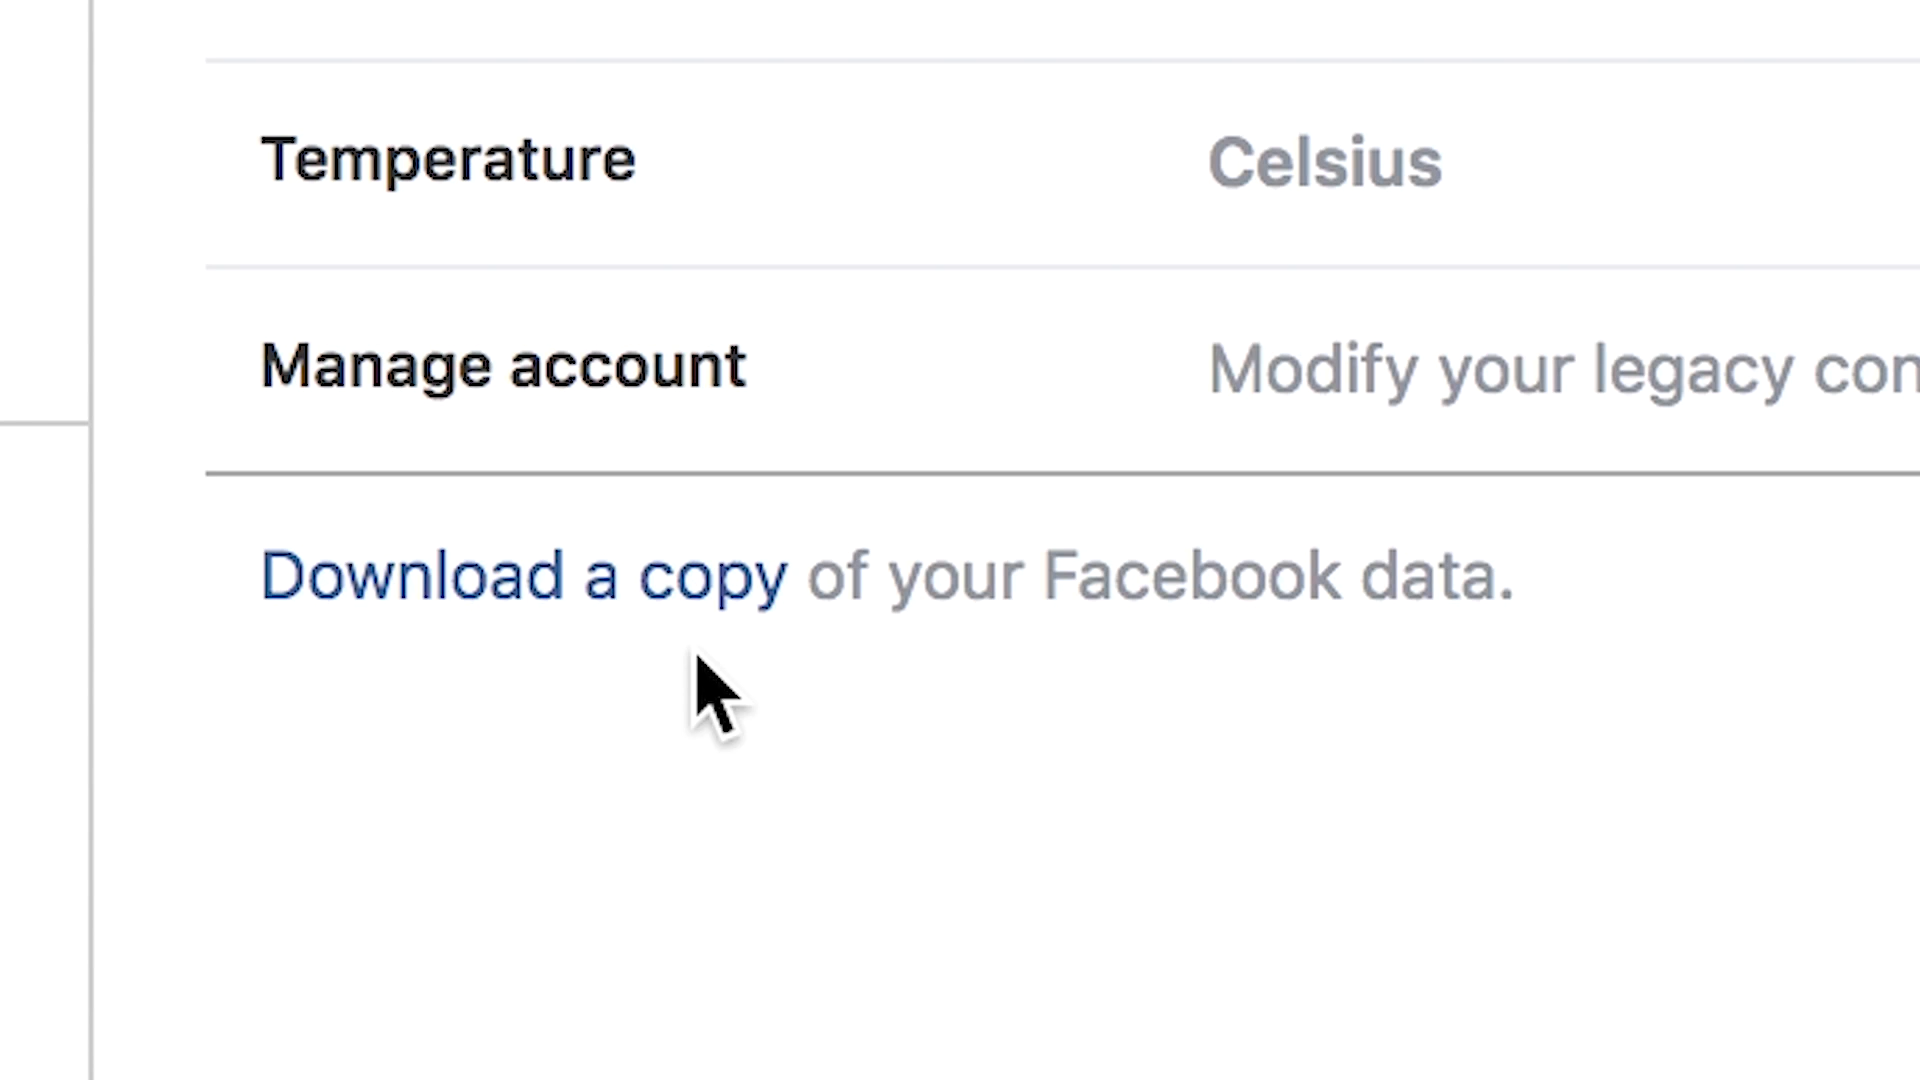 Temperature Celsius
Manage account Modify your legacy con
Download a copy of your Facebook data.